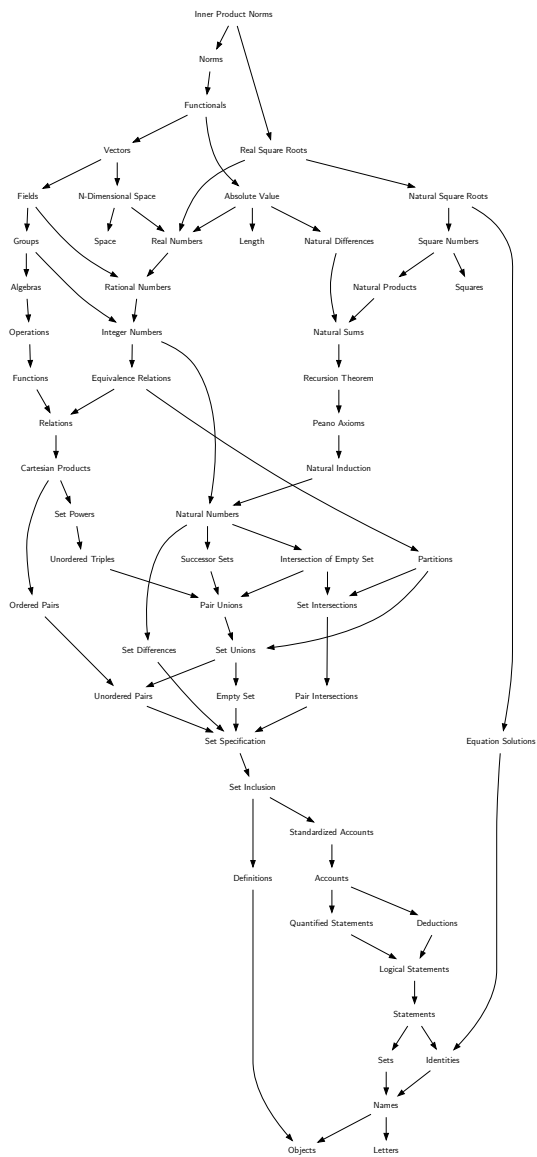 Inner Product Norms
Norms
Functionals
Vectors
Real Square Roots
Fields
N-Dimensional Space
Absolute Value
Natural Square Roots
Groups
Space
Real Numbers
Length
Natural Differences
Square Numbers
Algebras
Rational Numbers
Natural Products
Squares
Operations
Integer Numbers
Natural Sums
Functions
Equivalence Relations
Recursion Theorem
Relations
Peano Axioms
Cartesian Products
Natural Induction
Set Powers
Natural Numbers
Unordered Triples
Successor Sets
Intersection of Empty Set
Partitions
Ordered Pairs
Pair Unions
Set Intersections
Set Differences
Set Unions
Unordered Pairs
Empty Set
Pair Intersections
Set Specification
Equation Solutions
Set Inclusion
Standardized Accounts
Definitions
Accounts
Quantified Statements
Deductions
Logical Statements
Statements
Sets
Identities
Names
Objects
Letters